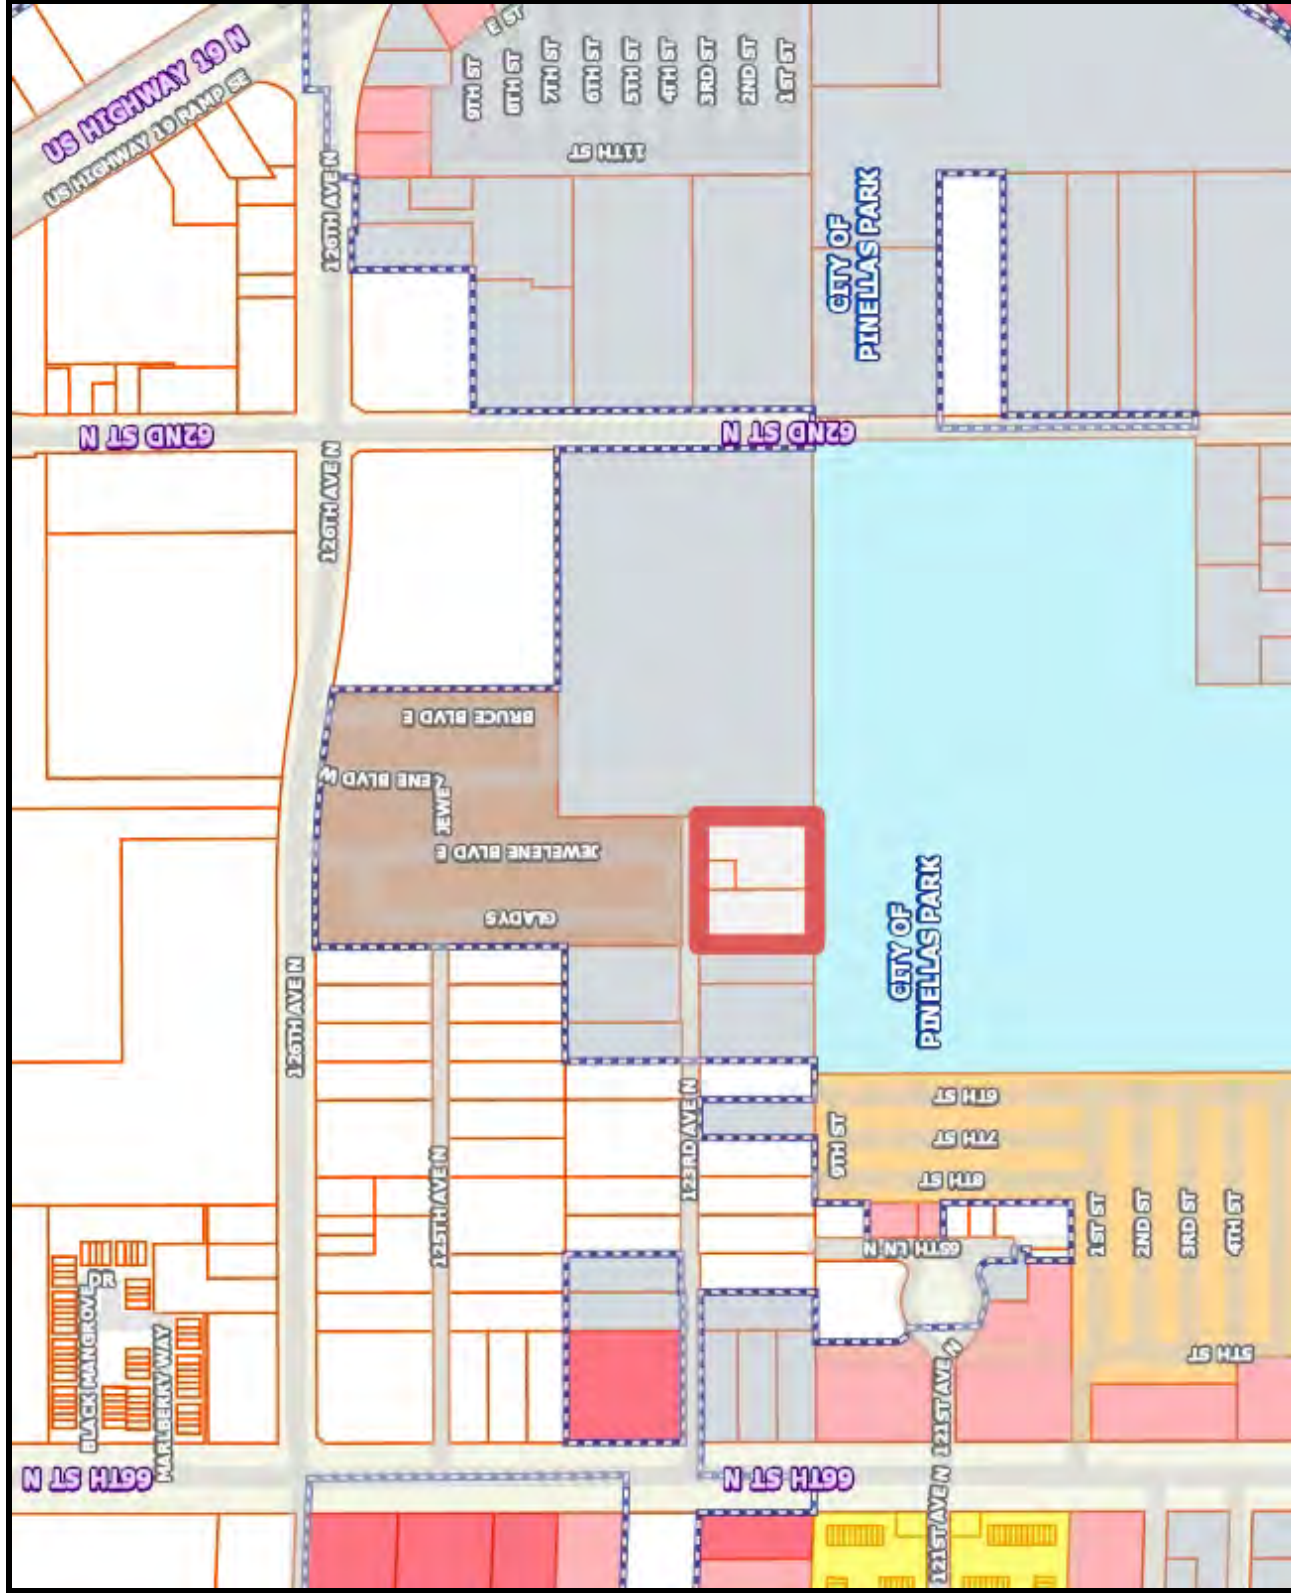 US HIGHWAY 19 N
US HIGHWAY 19 RAMP SE
E ST
9TH ST
8TH ST
7TH ST
6TH ST
5TH ST
4TH ST
3RD ST
2ND ST
1ST ST
11TH ST
126TH AVE N
CITY OF
PINELLAS PARK
62ND ST N
62ND ST N
126TH AVE N
BRUCE BLVD E
ENE BLVD W
JEWE
JEWELENE BLVD E
GLADYS
CITY OF
PINELLAS PARK
126TH AVE N
125TH AVE N
123RD AVE N
6TH ST
7TH ST
8TH ST
9TH ST
65TH LN N
1ST ST
2ND ST
3RD ST
4TH ST
5TH ST
BLACK MANGROVE
DR
MARLBERRY WAY
121ST AVE N
66TH ST N
66TH ST N
121ST AVE N